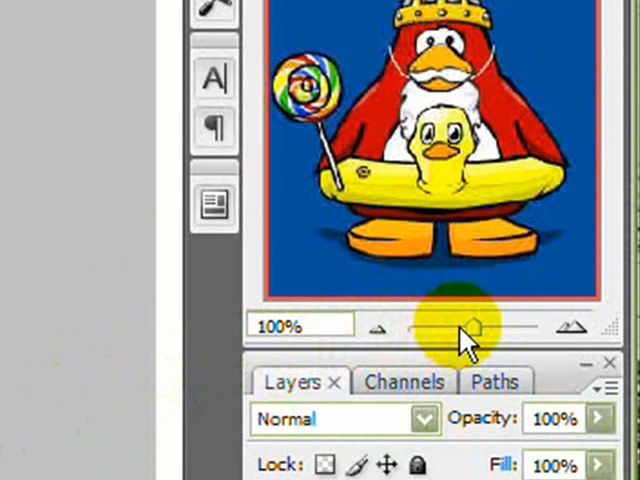 A
100%
Layers Channels Paths
Normal Opacity: 100%
Lock: Fill: 100%